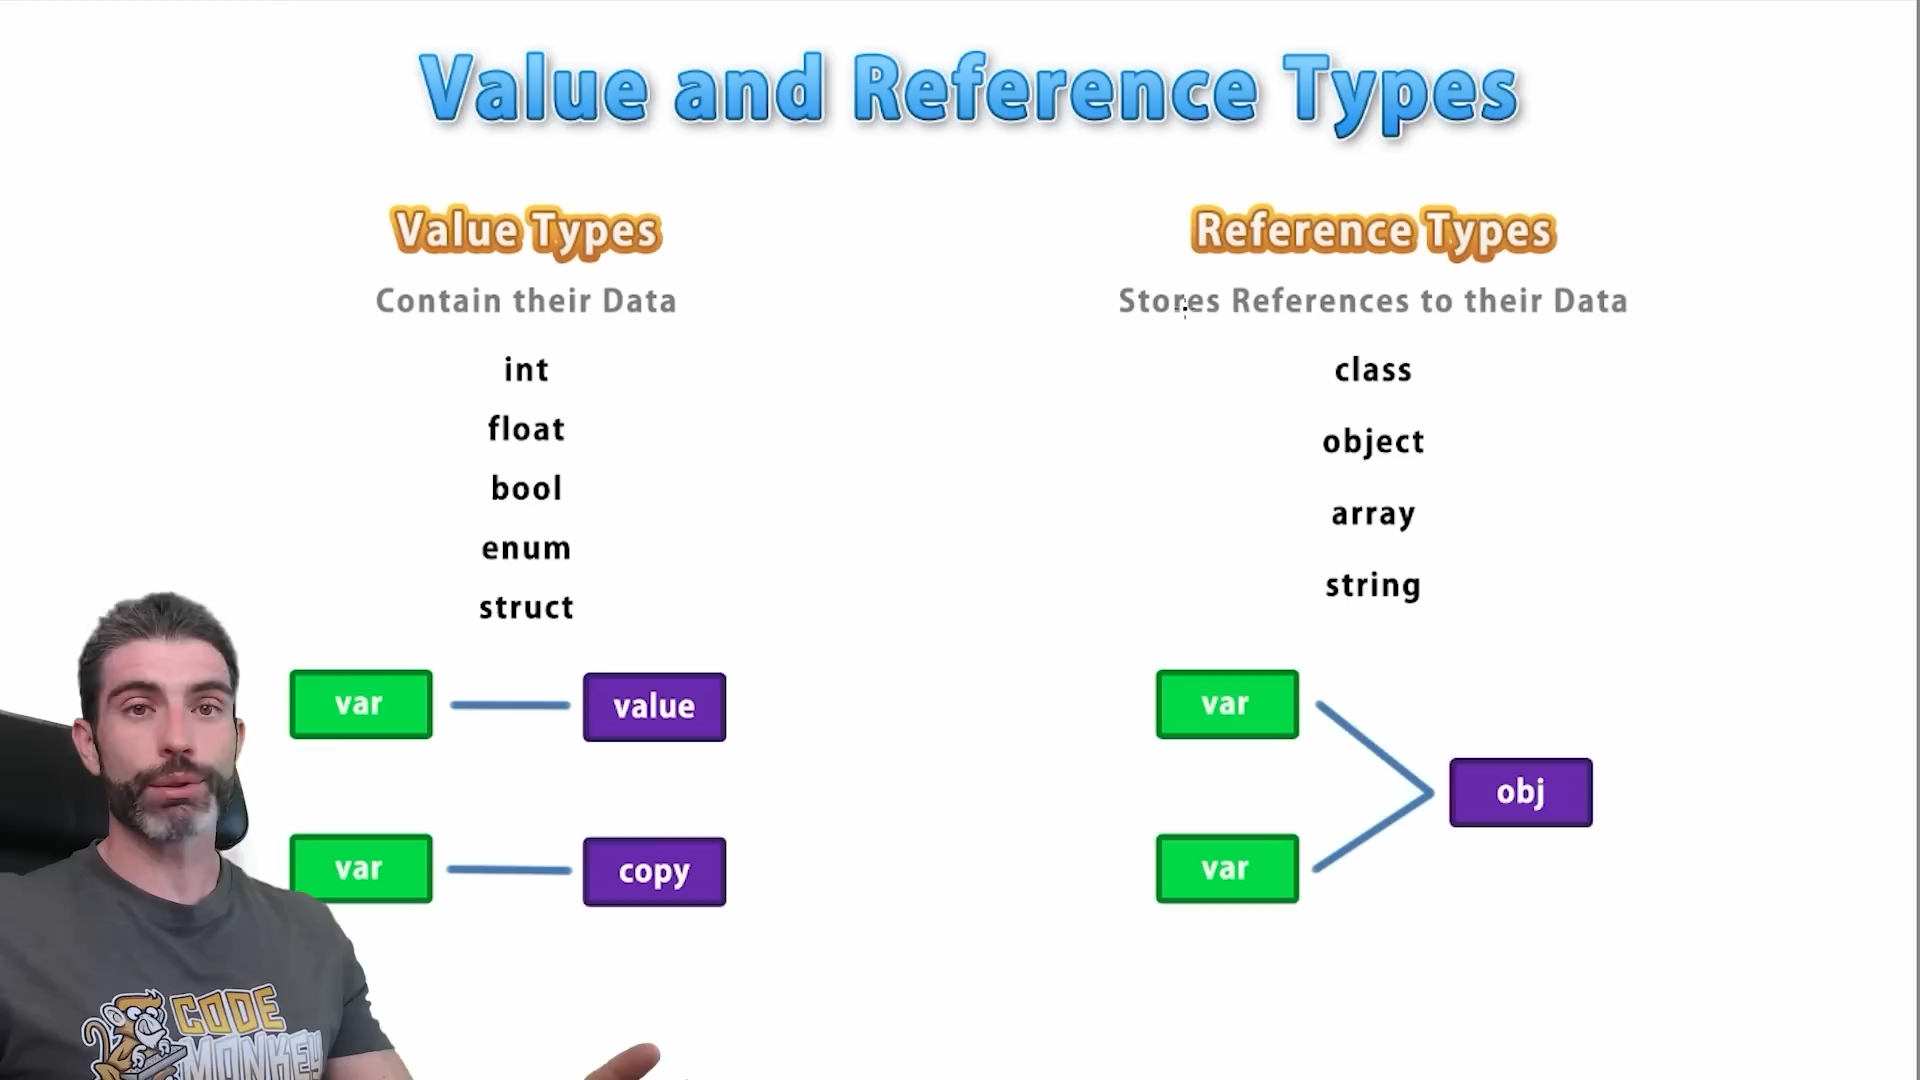 Value and Reference Types
Value Types
Contain their Data
int
float
bool
enum
struct
var
value
var
copy
Reference Types
Stores References to their Data
class
object
array
string
var
obj
var
CODE
MONKEY